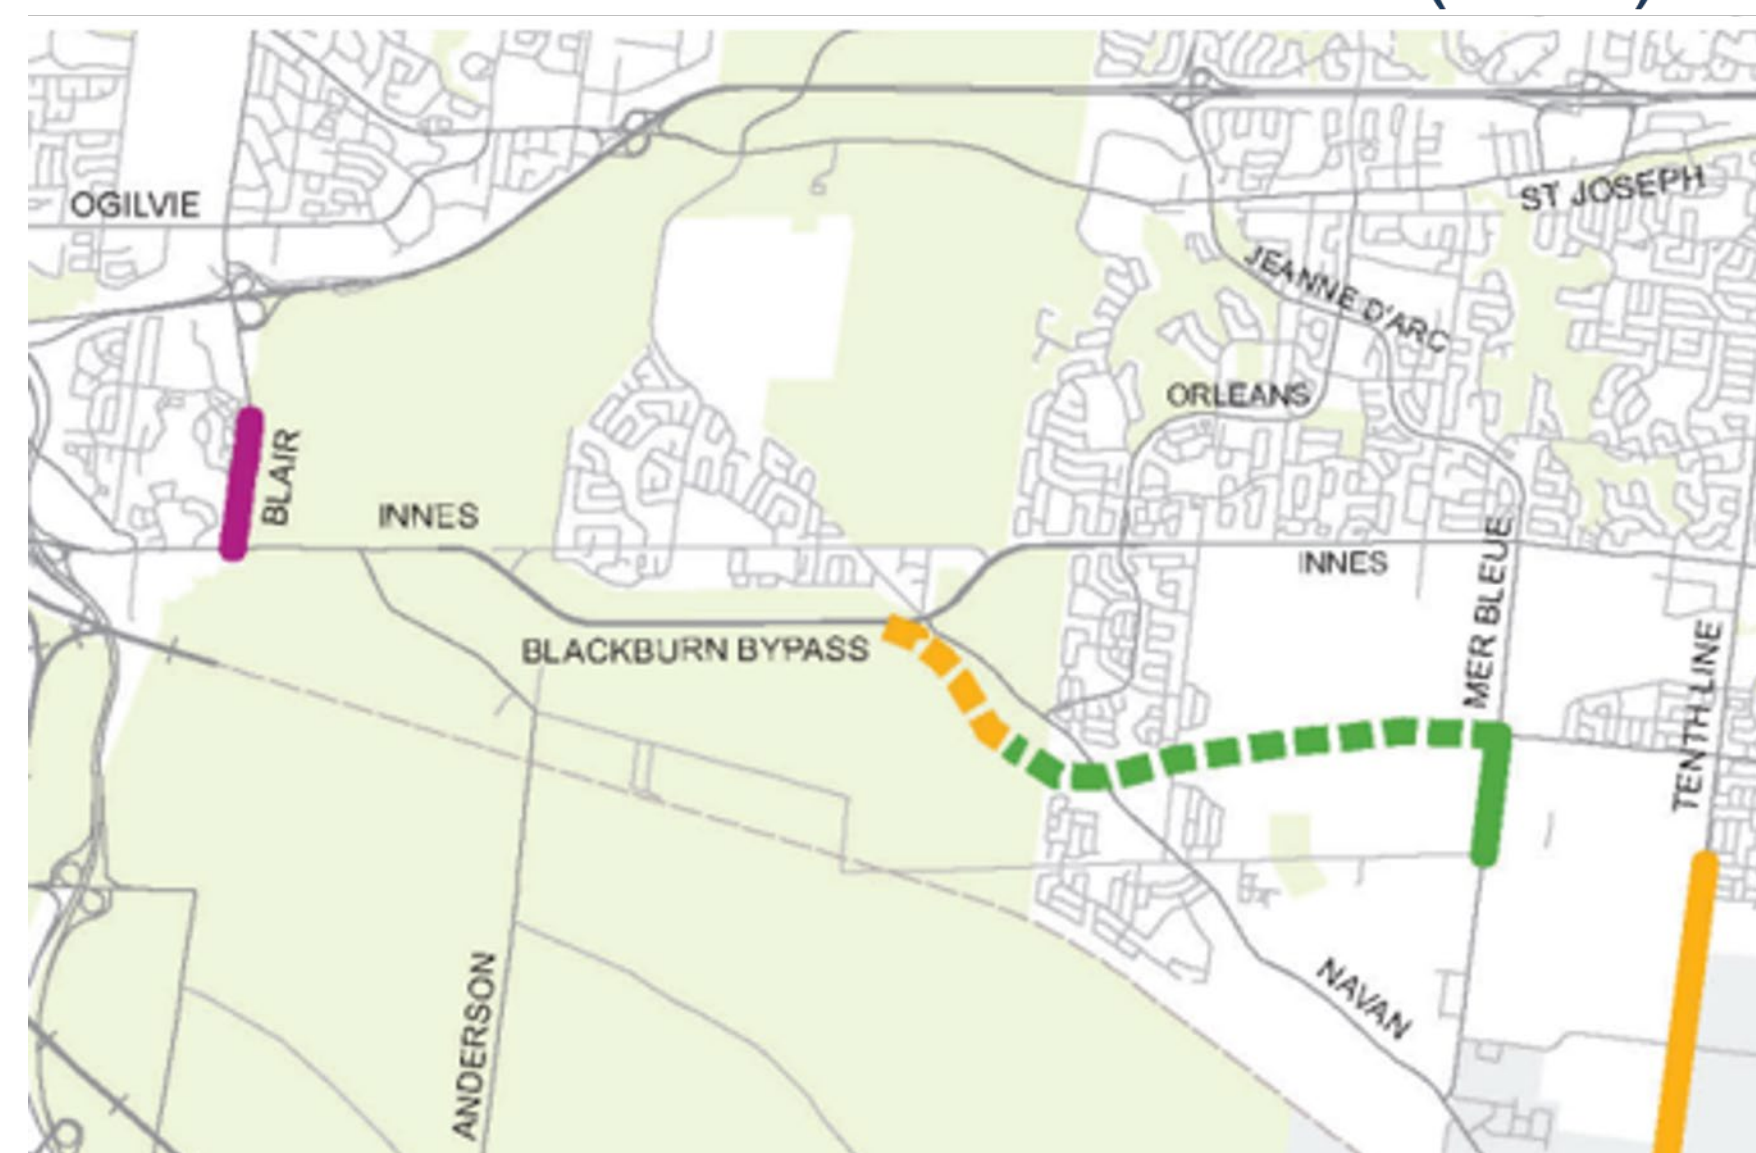 OGILVIE
ST JOSEPH
JEANNE D'ARC
ORLEANS
BLAIR
INNES
INNES
MER BLEUE
BLACKBURN BYPASS
TENTH LINE
NAVAN
ANDERSON